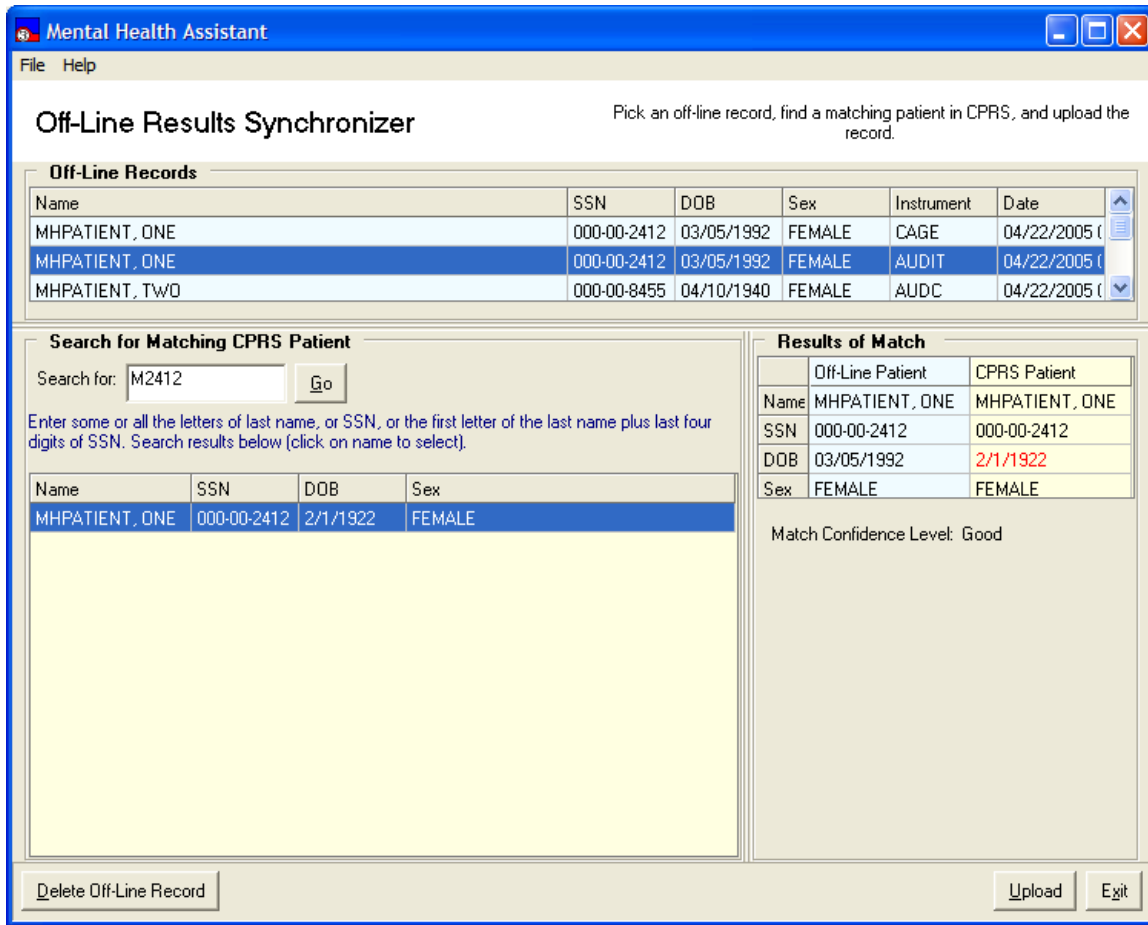 Mental Health Assistant
File Help
Off-Line Results Synchronizer
Pick an off-line record, find a matching patient in CPRS, and upload the
record.
Off-Line Records
Name SSN DOB Sex Instrument Date
MHPATIENT, ONE 000-00-2412 03/05/1992 FEMALE CAGE 04/22/2005 (
MHPATIENT, ONE 000-00-2412 03/05/1992 FEMALE AUDIT 04/22/2005 (
MHPATIENT, TWO 000-00-8455 04/10/1940 FEMALE AUDC 04/22/2005 (
Search for Matching CPRS Patient
Search for: M2412 Go
Enter some or all the letters of last name, or SSN, or the first letter of the last name plus last four
digits of SSN. Search results below (click on name to select).
Name SSN DOB Sex
MHPATIENT, ONE 000-00-2412 2/1/1922 FEMALE
Results of Match
Off-Line Patient CPRS Patient
Name MHPATIENT, ONE MHPATIENT, ONE
SSN 000-00-2412 000-00-2412
DOB 03/05/1992 2/1/1922
Sex FEMALE FEMALE
Match Confidence Level: Good
Delete Off-Line Record Upload Exit